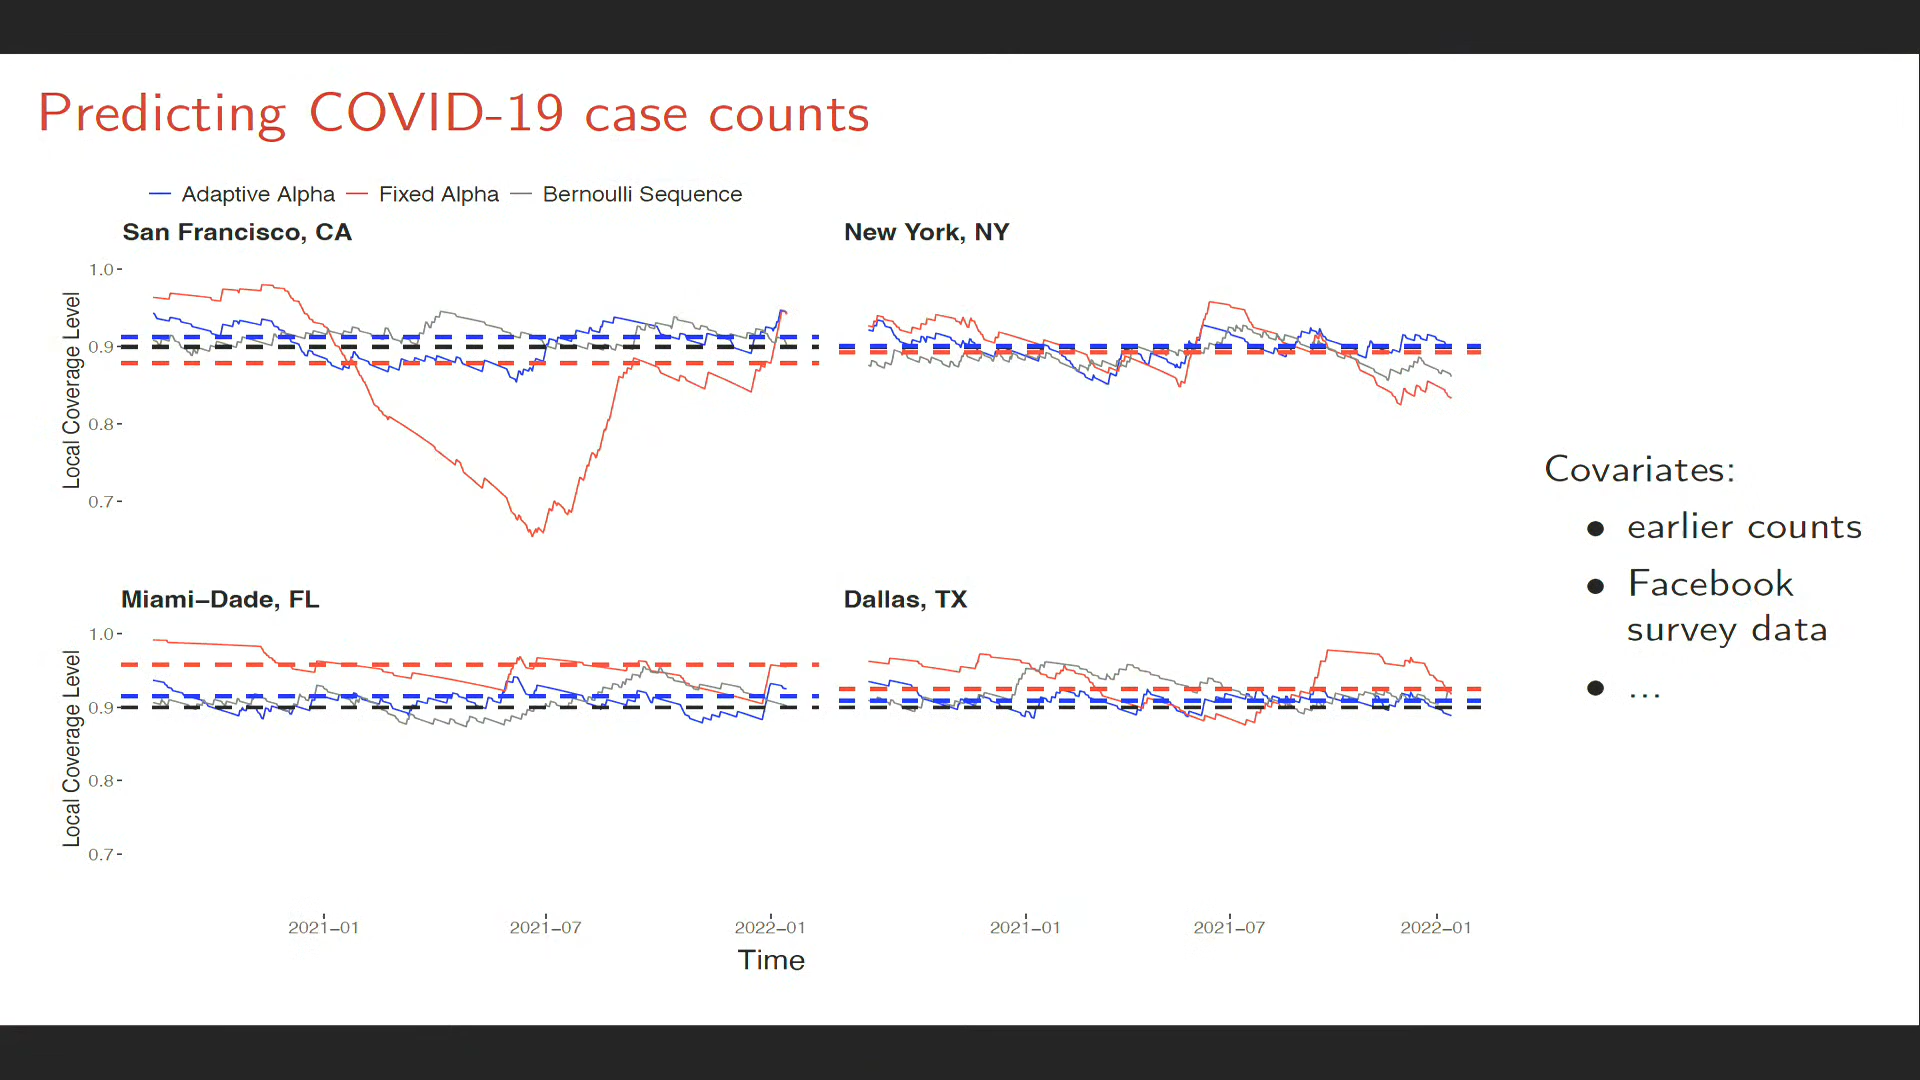 Predicting COVID-19 case counts
Adaptive Alpha Fixed Alpha Bernoulli Sequence
San Francisco, CA
New York, NY
Local Coverage Level
1.0
0.9
0.8
0.7
Miami–Dade, FL
Dallas, TX
Local Coverage Level
1.0
0.9
0.8
0.7
2021–01 2021–07 2022–01 2021–01 2021–07 2022–01
Time
Covariates:
● earlier counts
● Facebook
survey data
● ...